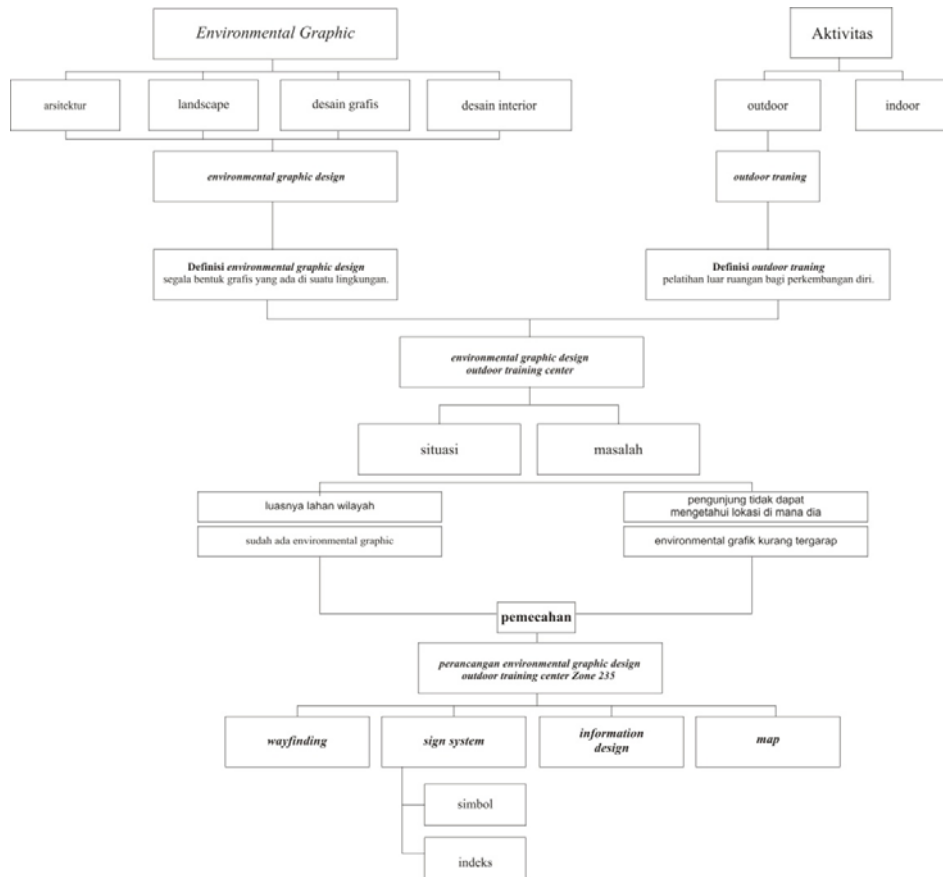 Environmental Graphic
Aktivitas
arsitektur
landscape
desain grafis
desain interior
outdoor
indoor
environmental graphic design
outdoor traning
Definisi environmental graphic design
segala bentuk grafis yang ada di suatu lingkungan.
Definisi outdoor traning
pelatihan luar ruangan bagi perkembangan diri.
environmental graphic design
outdoor training center
situasi
masalah
luasnya lahan wilayah
pengunjung tidak dapat
mengetahui lokasi di mana dia
sudah ada environmental graphic
environmental grafik kurang tergarap
pemecahan
perancangan environmental graphic design
outdoor training center Zone 235
wayfinding
sign system
information
design
map
simbol
indeks